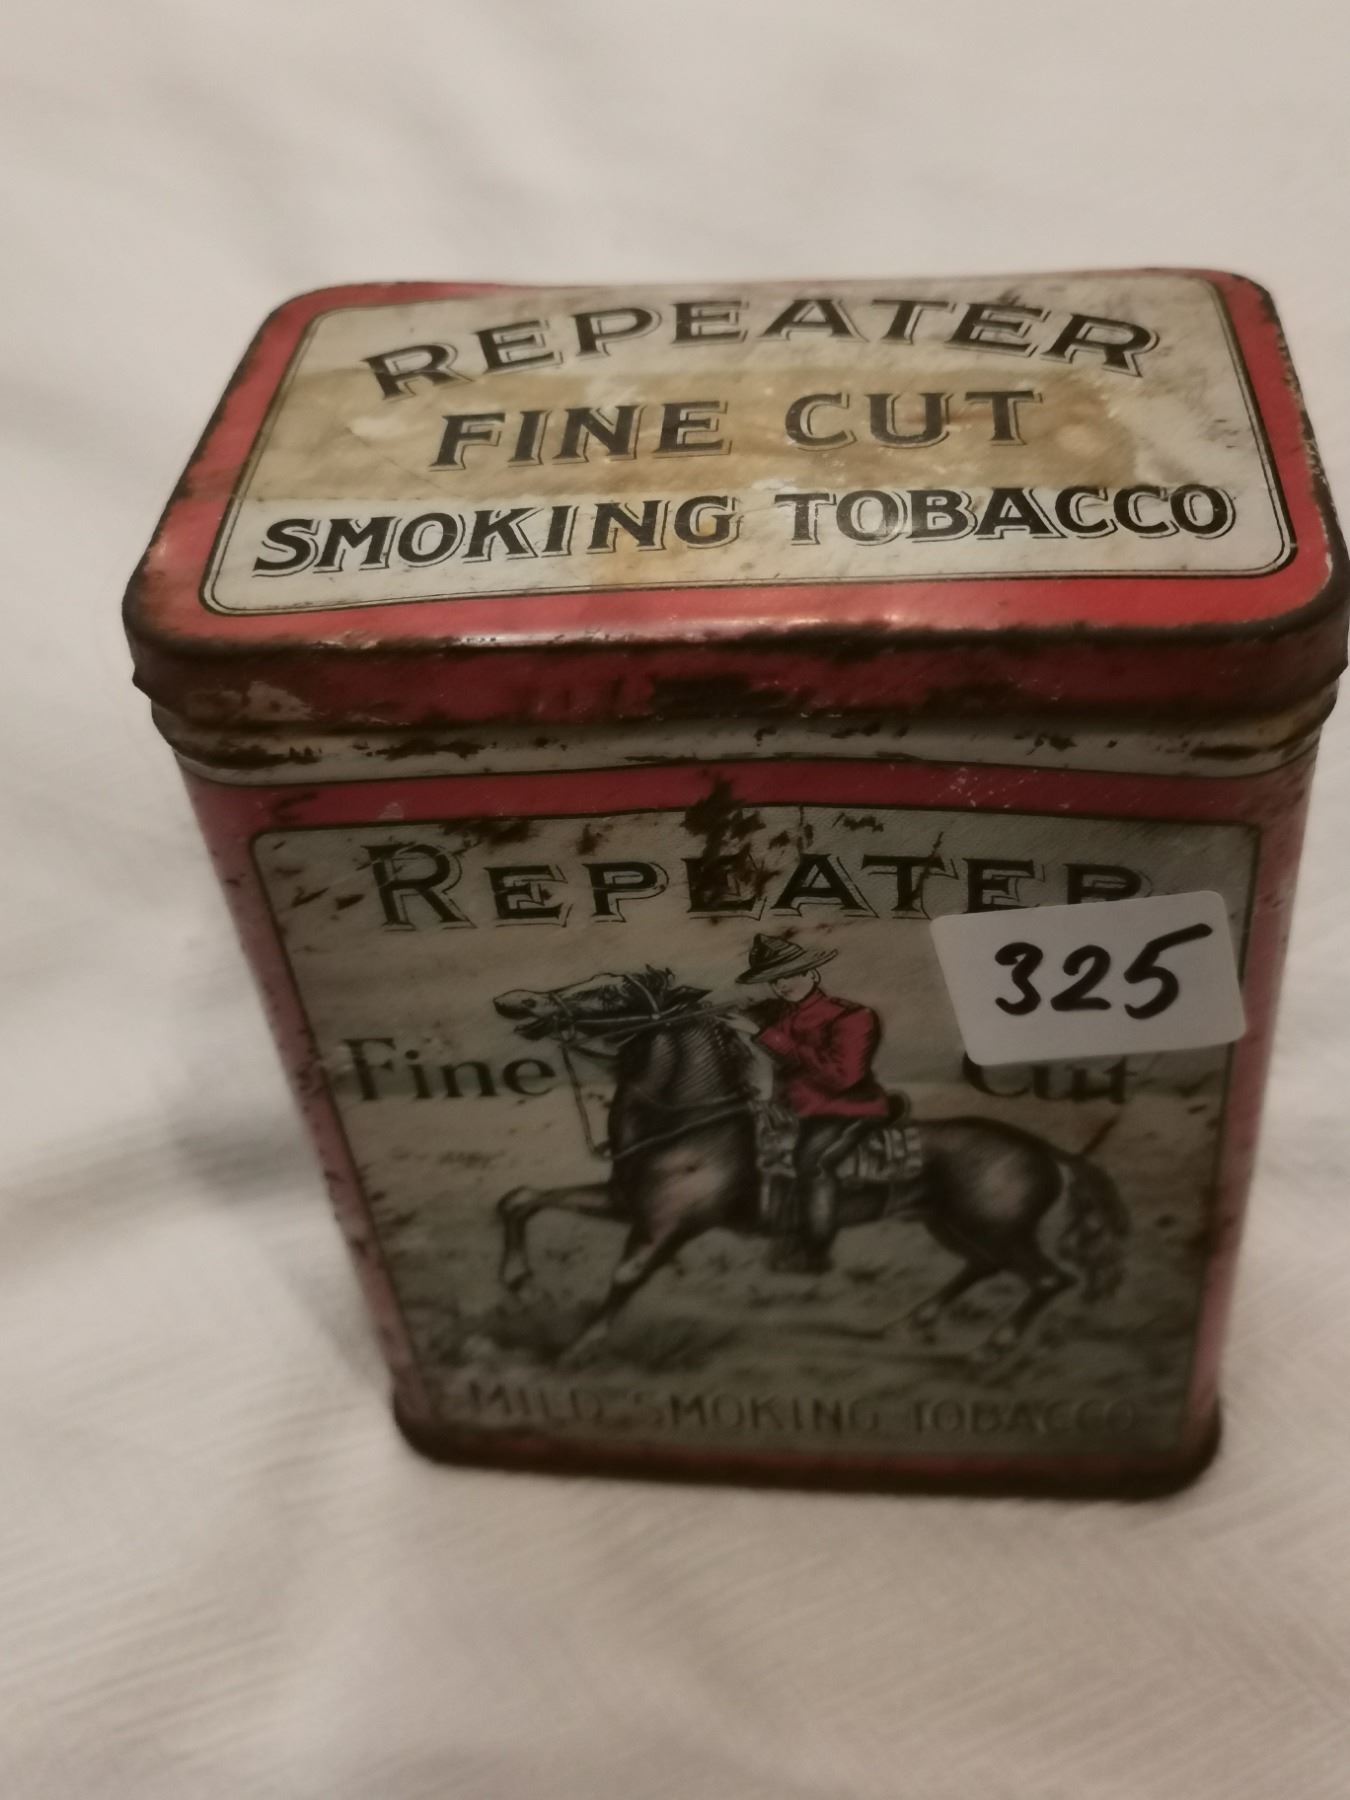 REPEATER
FINE CUT
SMOKING TOBACCO
REPEATER
325
Fine Cut
MILD SMOKING TOBACCO